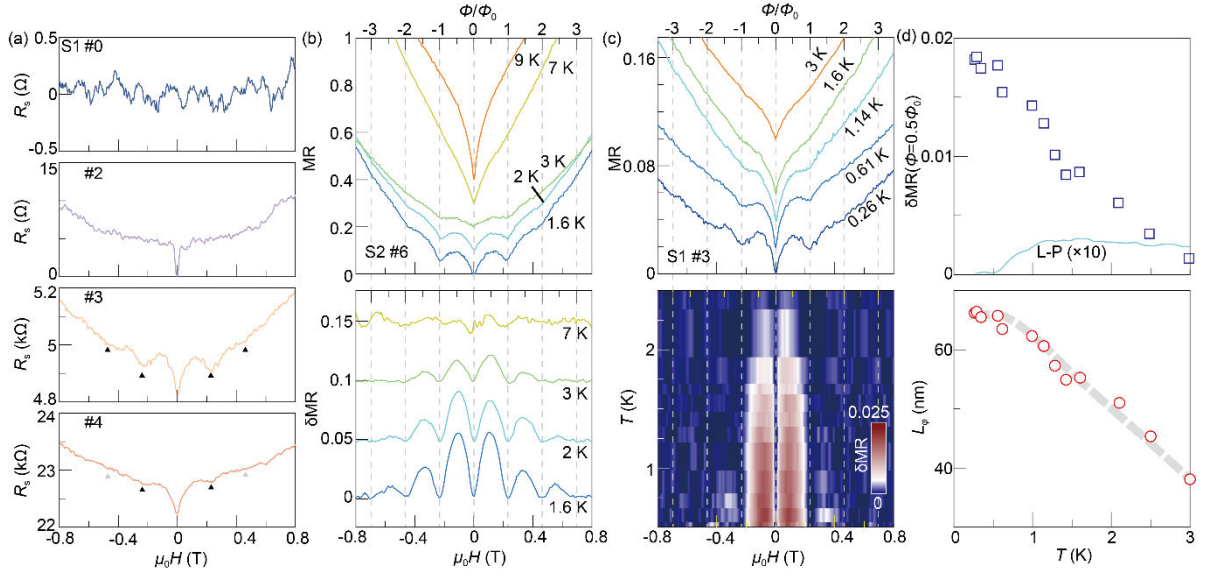 (a)
S1 #0
0.5
0
-0.5
Rs (Ω)
#2
15
0
Rs (Ω)
#3
5.2
5
4.8
Rs (kΩ)
#4
24
23
22
Rs (kΩ)
-0.8 -0.4 0 0.4 0.8
μ₀H (T)
(b)
Φ/Φ₀
-3 -2 -1 0 1 2 3
1
0.8
0.6
0.4
0.2
0
MR
9 K
7 K
3 K
2 K
1.6 K
S2 #6
0.15
0.1
0.05
0
δMR
7 K
3 K
2 K
1.6 K
-0.8 -0.4 0 0.4 0.8
μ₀H (T)
(c)
Φ/Φ₀
-3 -2 -1 0 1 2 3
0.16
0.08
0
MR
3 K
1.6 K
1.14 K
0.61 K
0.26 K
S1 #3
2
1
T (K)
0.025
δMR
0
-0.8 -0.4 0 0.4 0.8
μ₀H (T)
(d)
0.02
0.01
0
δMR(Φ=0.5Φ₀)
L-P (×10)
60
40
Lφ (nm)
0 1 2 3
T (K)